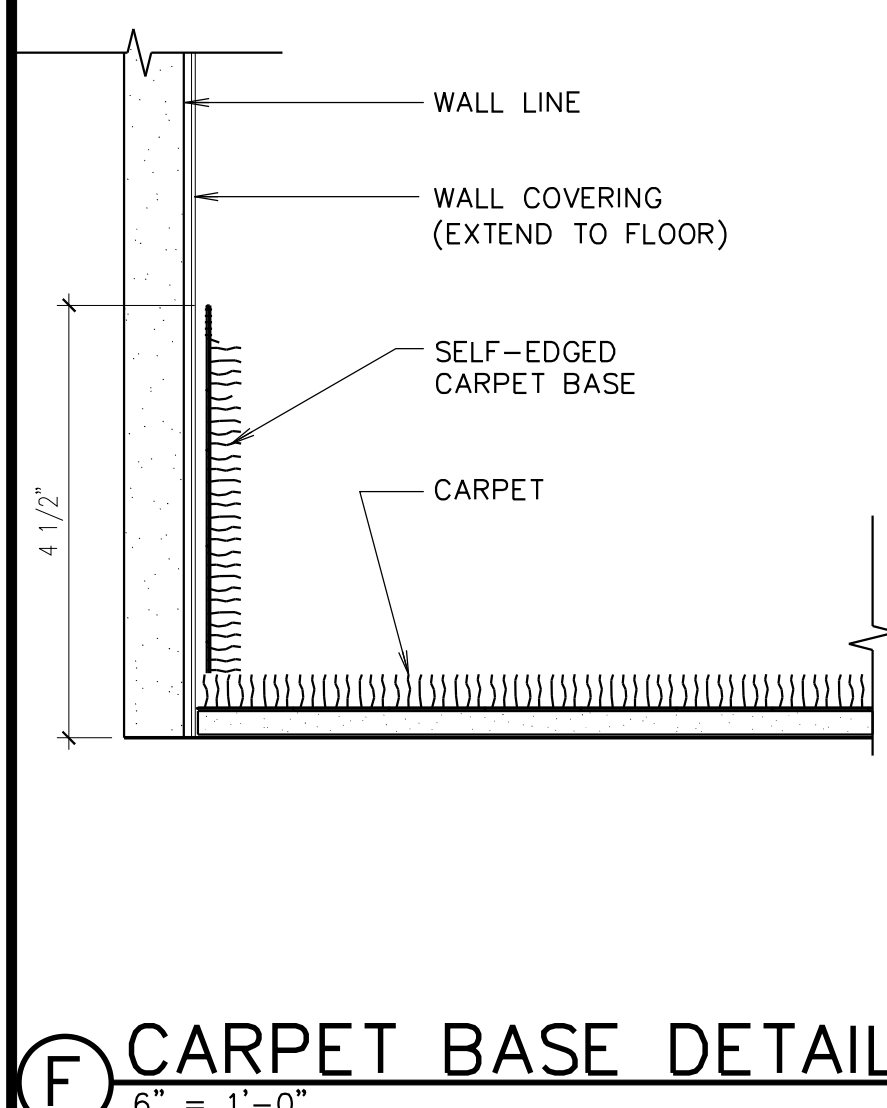 WALL LINE
WALL COVERING
(EXTEND TO FLOOR)
SELF-EDGED
CARPET BASE
CARPET
4 1/2"
F
CARPET BASE DETAIL
6" = 1'-0"